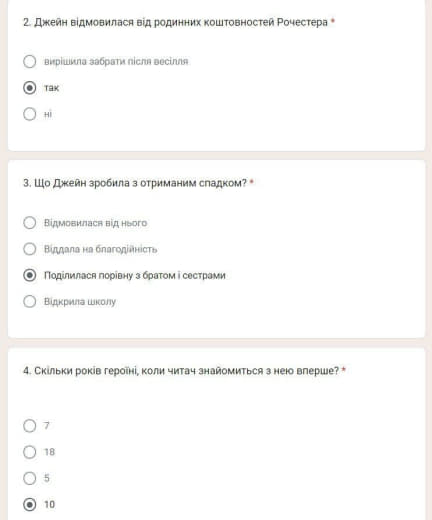 2. Джейн відмовилася від родинних коштовностей Рочестера *
вирішила забрати після весілля
так
ні
3. Що Джейн зробила з отриманим спадком? *
Відмовилася від нього
Віддала на благодійність
Поділилася порівну з братом і сестрами
Відкрила школу
4. Скільки років героїні, коли читач знайомиться з нею вперше? *
7
18
5
10